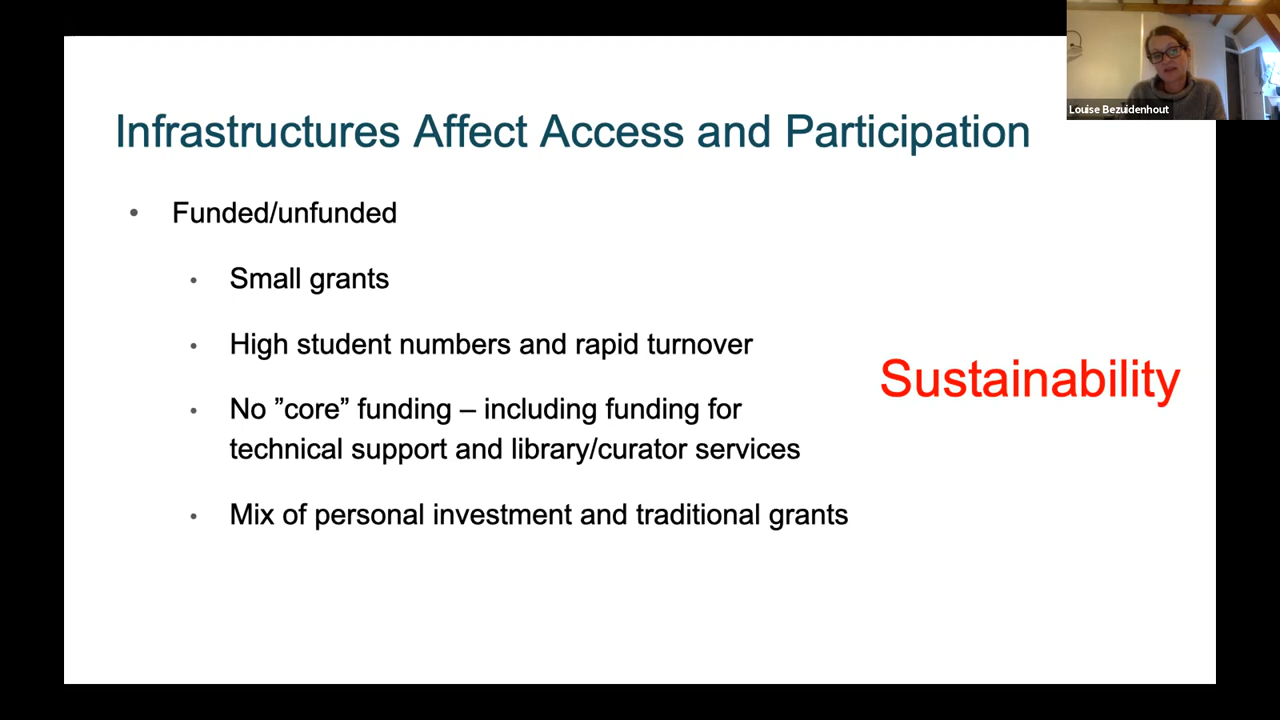 Louise Bezuidenhout
Infrastructures Affect Access and Participation
• Funded/unfunded
• Small grants
• High student numbers and rapid turnover
• No ”core” funding – including funding for
technical support and library/curator services
• Mix of personal investment and traditional grants
Sustainability